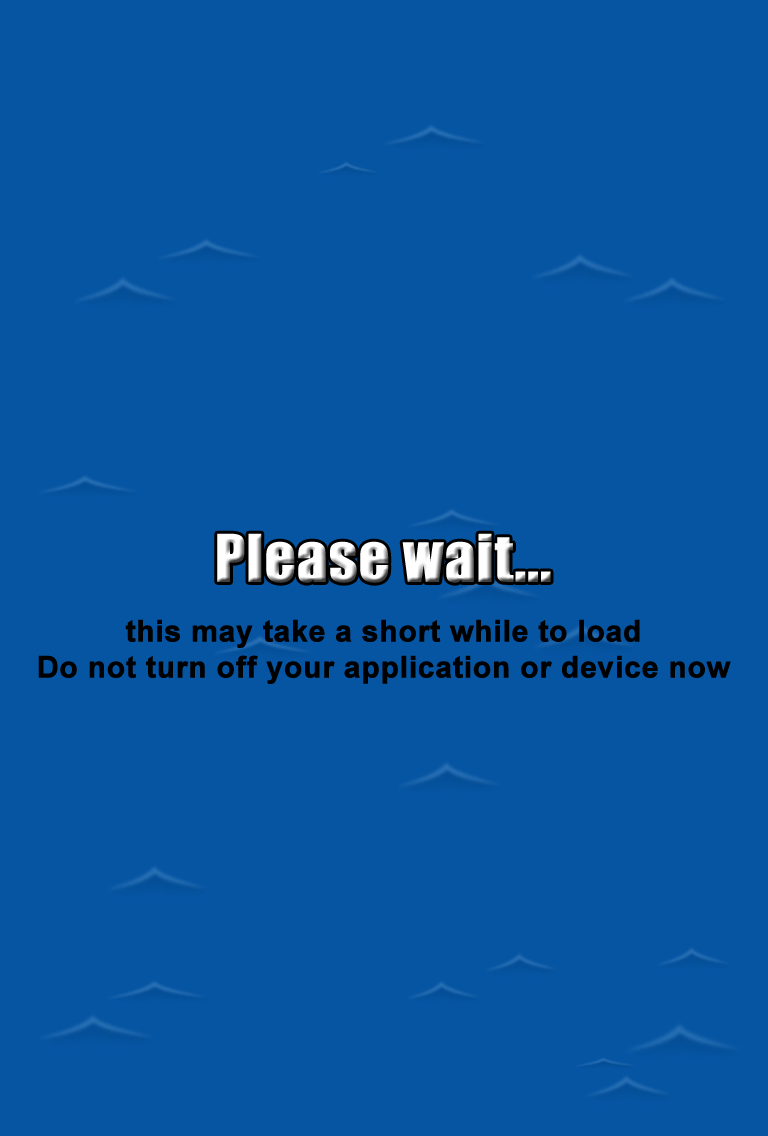 Please wait...
this may take a short while to load
Do not turn off your application or device now